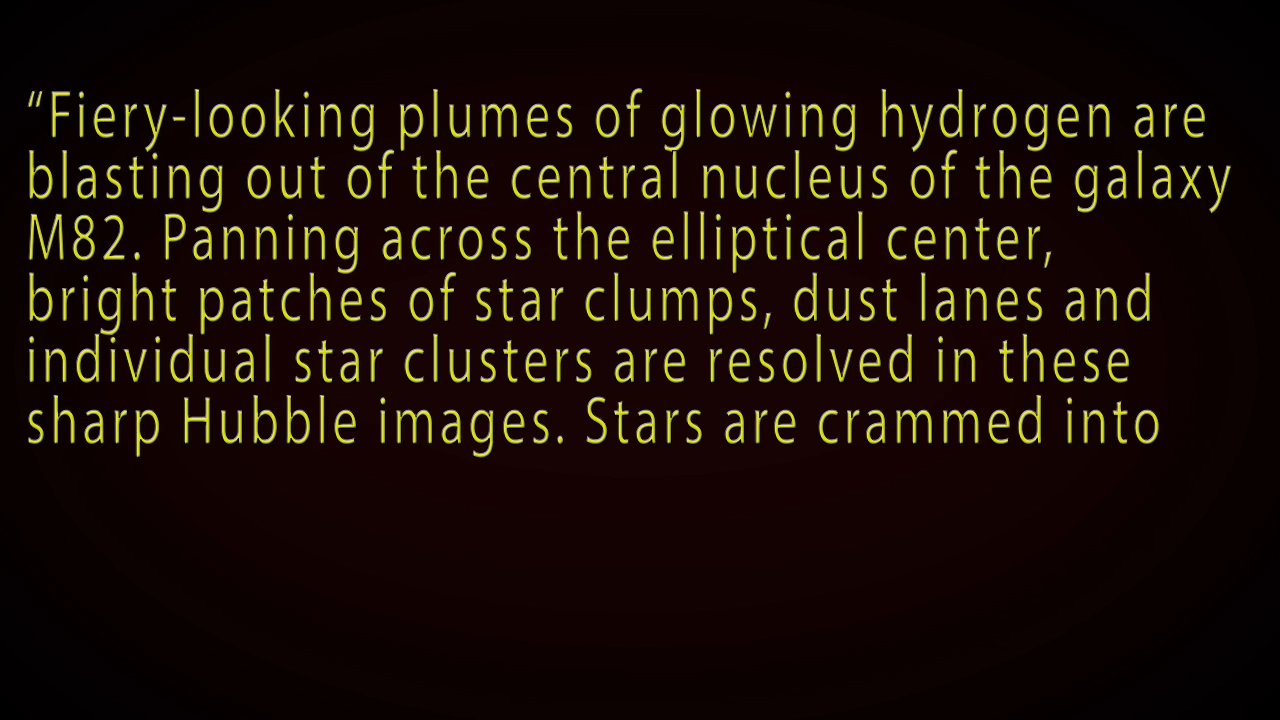 “Fiery-looking plumes of glowing hydrogen are
blasting out of the central nucleus of the galaxy
M82. Panning across the elliptical center,
bright patches of star clumps, dust lanes and
individual star clusters are resolved in these
sharp Hubble images. Stars are crammed into